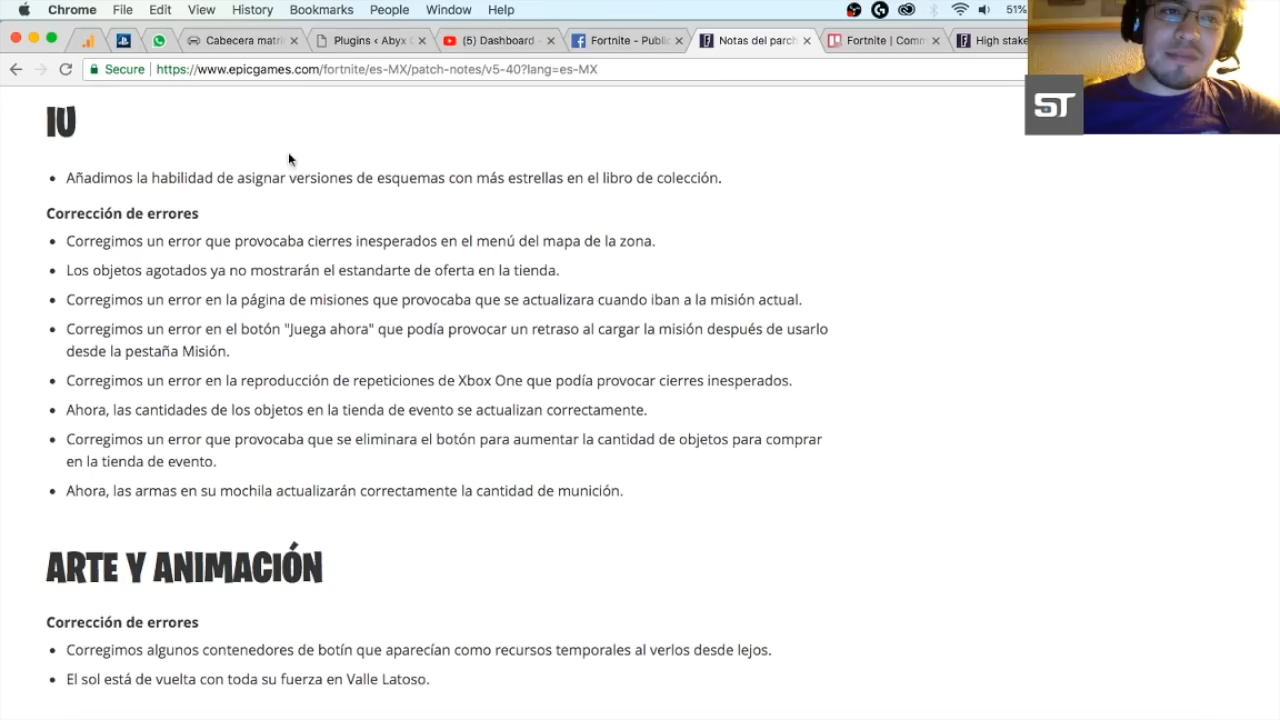 Chrome File Edit View History Bookmarks People Window Help 51%
Cabecera matri Plugins ‹ Abyx (5) Dashboard - Fortnite - Public Notas del parch Fortnite | Comm High stake
Secure https://www.epicgames.com/fortnite/es-MX/patch-notes/v5-40?lang=es-MX
ST
IU
• Añadimos la habilidad de asignar versiones de esquemas con más estrellas en el libro de colección.
Corrección de errores
• Corregimos un error que provocaba cierres inesperados en el menú del mapa de la zona.
• Los objetos agotados ya no mostrarán el estandarte de oferta en la tienda.
• Corregimos un error en la página de misiones que provocaba que se actualizara cuando iban a la misión actual.
• Corregimos un error en el botón "Juega ahora" que podía provocar un retraso al cargar la misión después de usarlo
desde la pestaña Misión.
• Corregimos un error en la reproducción de repeticiones de Xbox One que podía provocar cierres inesperados.
• Ahora, las cantidades de los objetos en la tienda de evento se actualizan correctamente.
• Corregimos un error que provocaba que se eliminara el botón para aumentar la cantidad de objetos para comprar
en la tienda de evento.
• Ahora, las armas en su mochila actualizarán correctamente la cantidad de munición.
ARTE Y ANIMACIÓN
Corrección de errores
• Corregimos algunos contenedores de botín que aparecían como recursos temporales al verlos desde lejos.
• El sol está de vuelta con toda su fuerza en Valle Latoso.